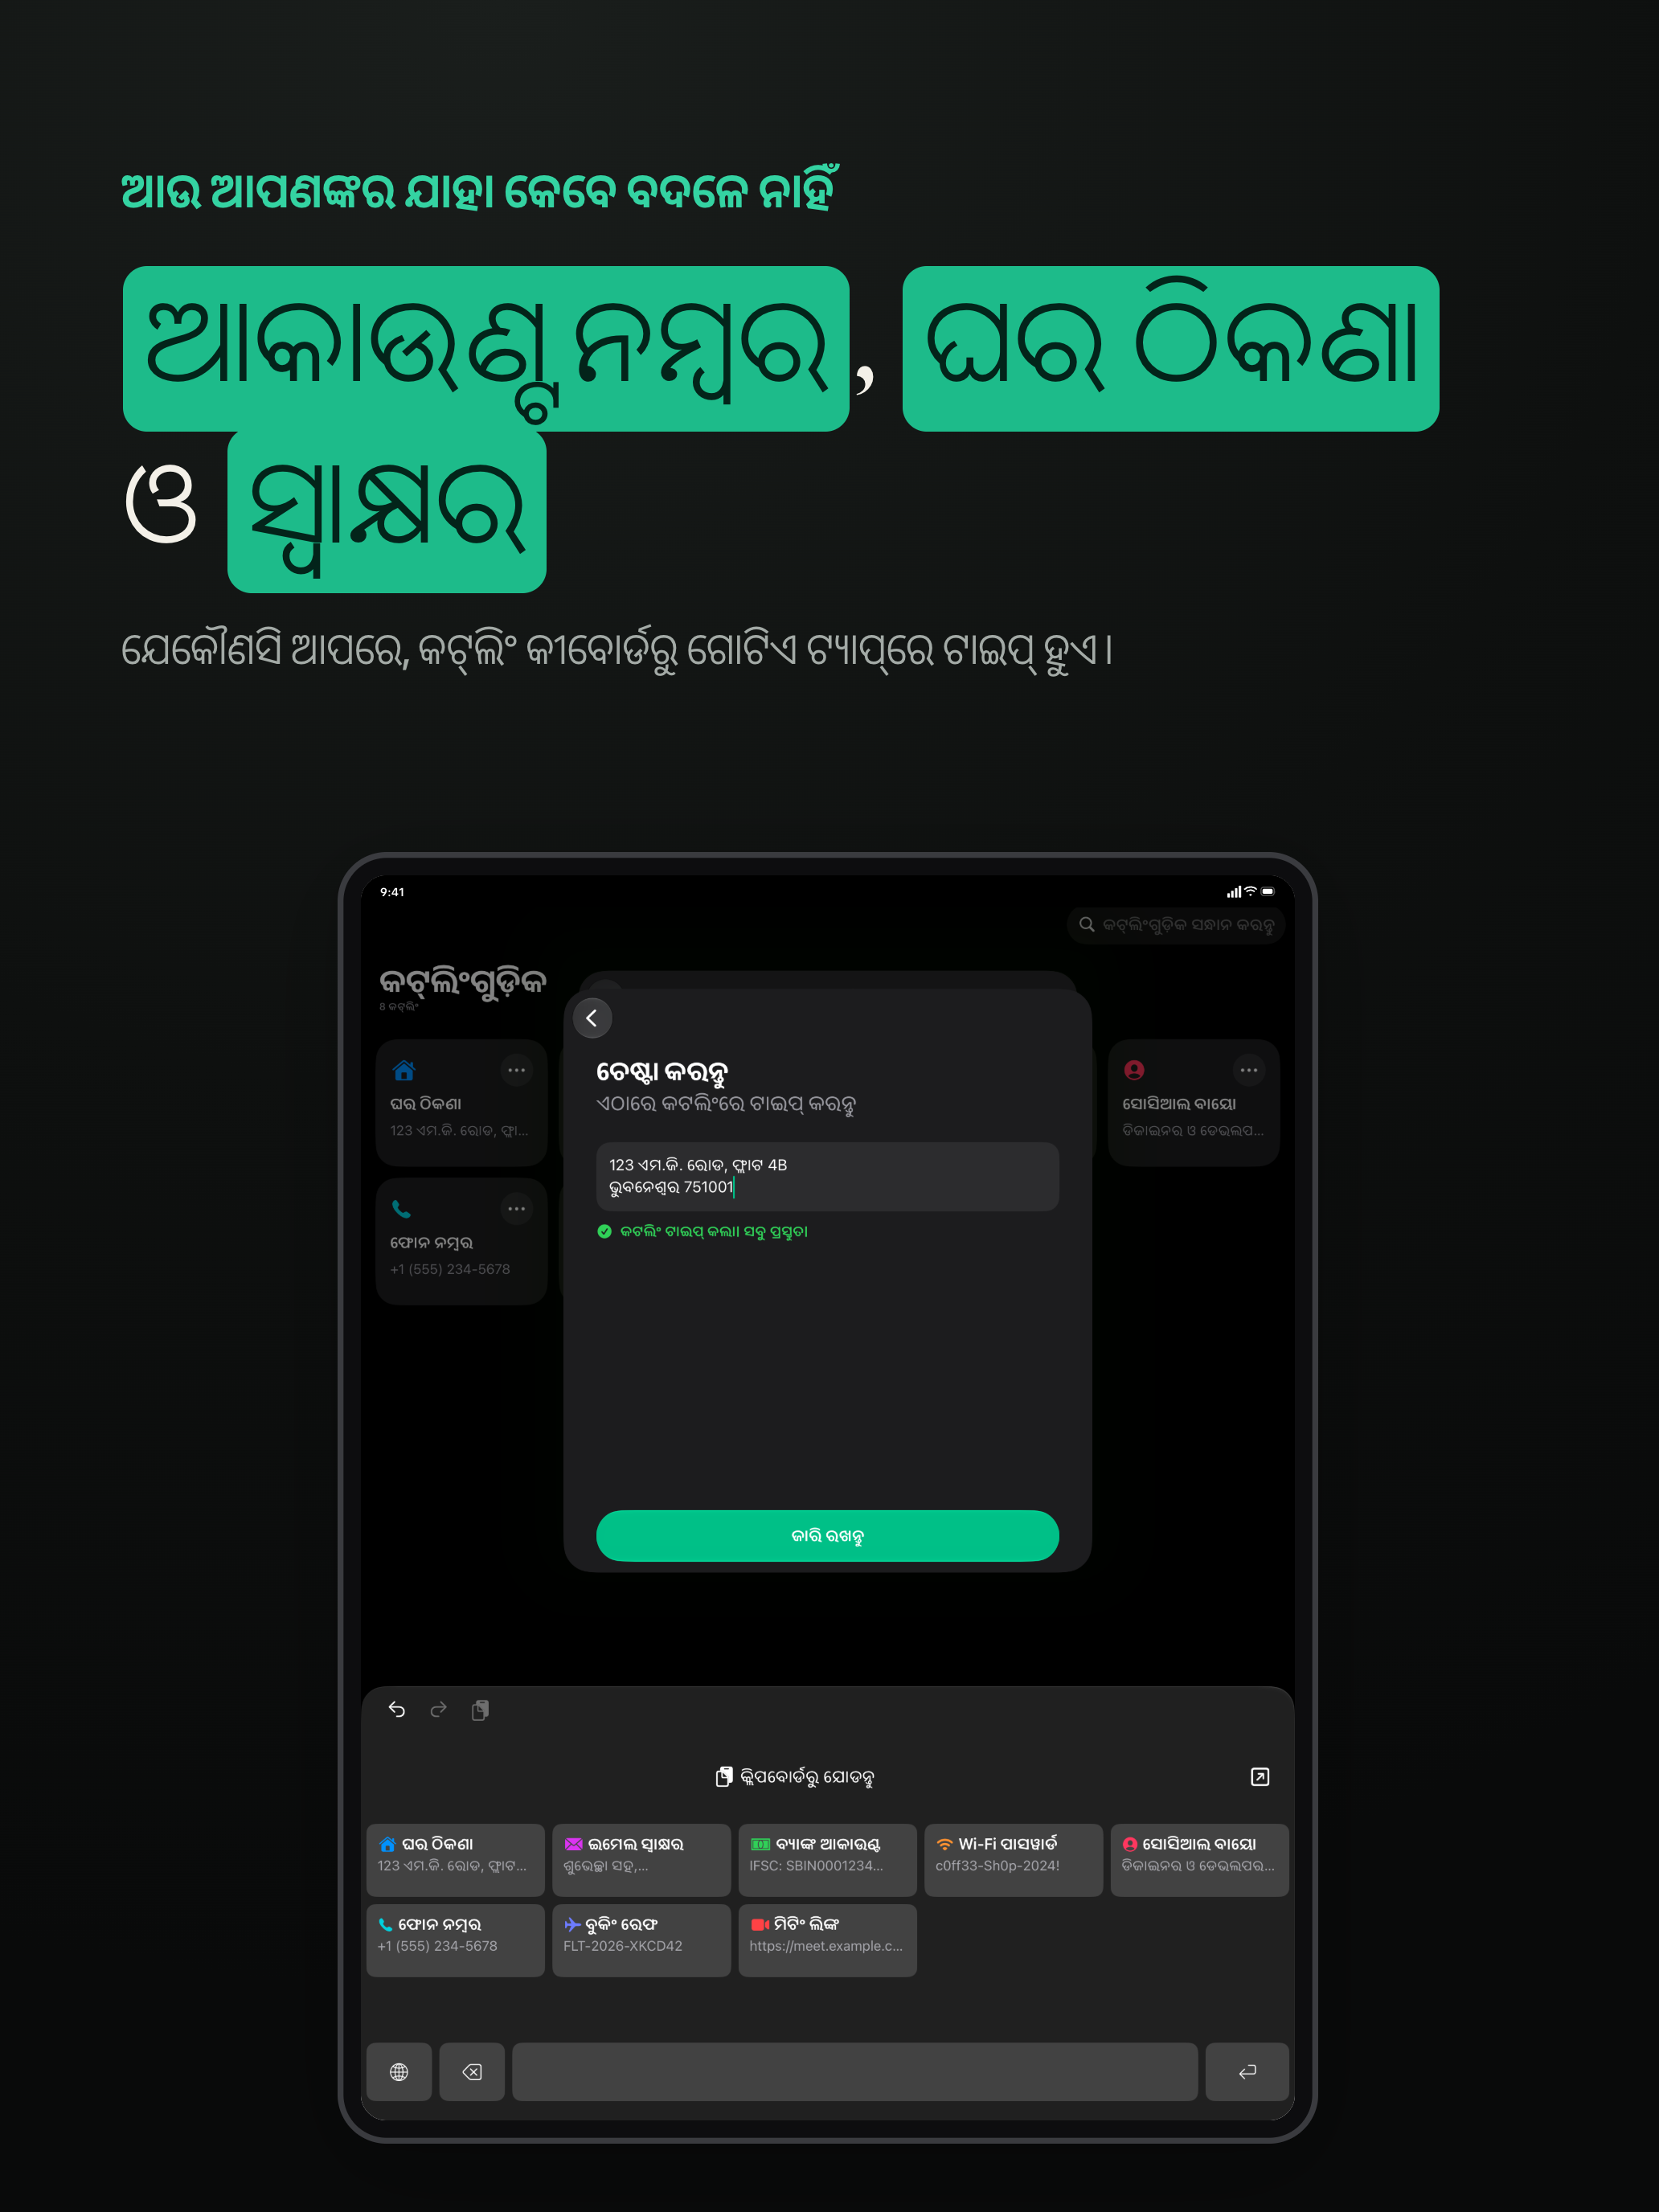 ଆଉ ଆପଣଙ୍କର ଯାହା କେବେ ବଦଳେ ନାହିଁ
ଆକାଉଣ୍ଟ ନମ୍ବର, ଘର ଠିକଣା
ଓ ସ୍ୱାକ୍ଷର
ଯେକୌଣସି ଆପରେ, କଟ୍‌ଲିଂ କୀବୋର୍ଡରୁ ଗୋଟିଏ ଟ୍ୟାପ୍‌ରେ ଟାଇପ୍ ହୁଏ।
9:41
କଟ୍‌ଲିଂଗୁଡ଼ିକ ସନ୍ଧାନ କରନ୍ତୁ
କଟ୍‌ଲିଂଗୁଡ଼ିକ
8 କଟ୍‌ଲିଂ
ଘର ଠିକଣା
123 ଏମ.ଜି. ରୋଡ, ଫ୍ଲା...
ସୋସିଆଲ ବାୟୋ
ଡିଜାଇନର ଓ ଡେଭଲପ...
ଫୋନ ନମ୍ବର
+1 (555) 234-5678
ଚେଷ୍ଟା କରନ୍ତୁ
ଏଠାରେ କଟଲିଂରେ ଟାଇପ୍ କରନ୍ତୁ
123 ଏମ.ଜି. ରୋଡ, ଫ୍ଲାଟ 4B
ଭୁବନେଶ୍ୱର 751001
କଟଲିଂ ଟାଇପ୍ କଲା। ସବୁ ପ୍ରସ୍ତୁତ।
ଜାରି ରଖନ୍ତୁ
କ୍ଲିପବୋର୍ଡରୁ ଯୋଡନ୍ତୁ
ଘର ଠିକଣା
123 ଏମ.ଜି. ରୋଡ, ଫ୍ଲାଟ...
ଇମେଲ ସ୍ୱାକ୍ଷର
ଶୁଭେଚ୍ଛା ସହ,...
ବ୍ୟାଙ୍କ ଆକାଉଣ୍ଟ
IFSC: SBIN0001234...
Wi-Fi ପାସୱାର୍ଡ
c0ff33-Sh0p-2024!
ସୋସିଆଲ ବାୟୋ
ଡିଜାଇନର ଓ ଡେଭଲପର...
ଫୋନ ନମ୍ବର
+1 (555) 234-5678
ବୁକିଂ ରେଫ
FLT-2026-XKCD42
ମିଟିଂ ଲିଙ୍କ
https://meet.example.c...